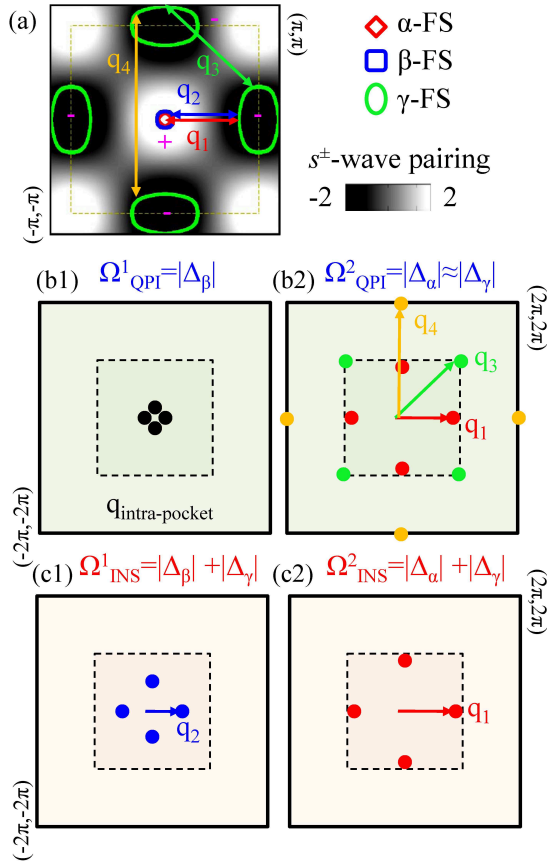 (a)
(π,π)
(-π,-π)
q4
q3
q2
q1
+
-
-
-
-
α-FS
β-FS
γ-FS
s±-wave pairing
-2
2
(b1)
Ω¹QPI=|Δβ|
(b2)
Ω²QPI=|Δα|≈|Δγ|
(2π,2π)
(-2π,-2π)
qintra-pocket
q4
q3
q1
(c1)
Ω¹INS=|Δβ| +|Δγ|
(c2)
Ω²INS=|Δα| +|Δγ|
(2π,2π)
(-2π,-2π)
q2
q1